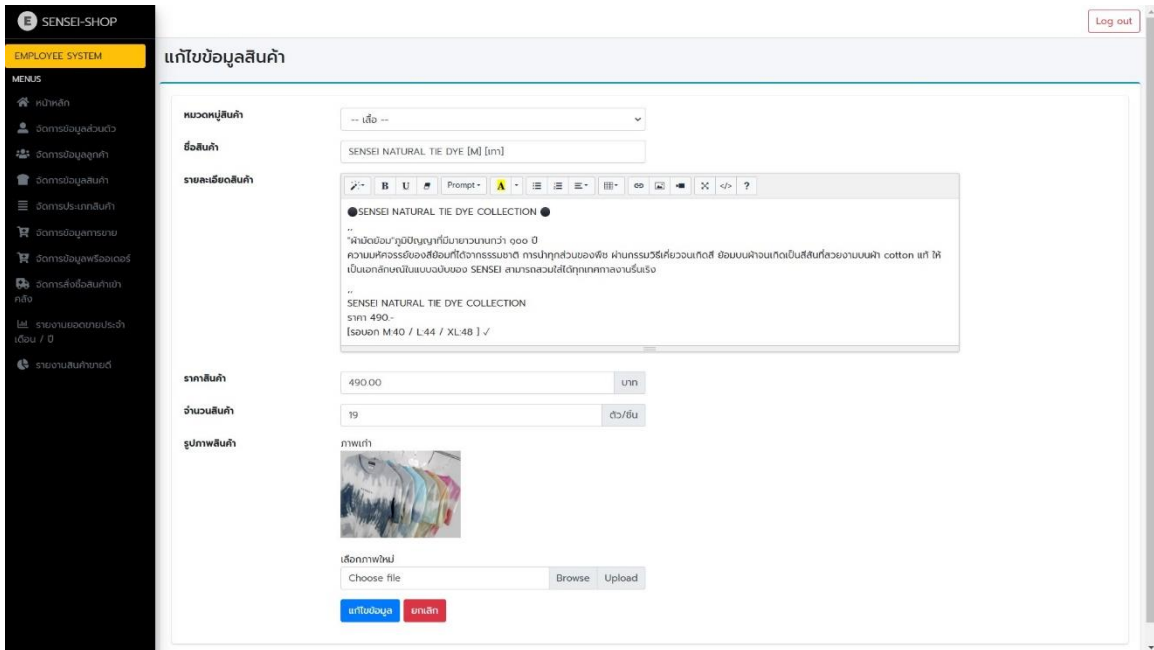 E SENSEI-SHOP
Log out
EMPLOYEE SYSTEM
MENUS
หน้าหลัก
จัดการข้อมูลส่วนตัว
จัดการข้อมูลลูกค้า
จัดการข้อมูลสินค้า
จัดการประเภทสินค้า
จัดการข้อมูลการขาย
จัดการข้อมูลพรีออเดอร์
จัดการสั่งซื้อสินค้าเข้า
คลัง
รายงานยอดขายประจำ
เดือน / ปี
รายงานสินค้าขายดี
แก้ไขข้อมูลสินค้า
หมวดหมู่สินค้า
-- เสื้อ --
ชื่อสินค้า
SENSEI NATURAL TIE DYE [M] [เทา]
รายละเอียดสินค้า
B U Prompt A </> ?
⚫SENSEI NATURAL TIE DYE COLLECTION ⚫
..
"ผ้ามัดย้อม"ภูมิปัญญาที่มีมายาวนานกว่า ๑๐๐ ปี
ความมหัศจรรย์ของสีย้อมที่ได้จากธรรมชาติ การนำทุกส่วนของพืช ผ่านกรรมวิธีเคี่ยวจนเกิดสี ย้อมบนผ้าจนเกิดเป็นสีสันที่สวยงามบนผ้า cotton แท้ ให้
เป็นเอกลักษณ์ในแบบฉบับของ SENSEI สามารถสวมใส่ได้ทุกเทศกาลงานรื่นเริง
..
SENSEI NATURAL TIE DYE COLLECTION
ราคา 490.-
[รอบอก M:40 / L:44 / XL:48 ] ✓
ราคาสินค้า
490.00 บาท
จำนวนสินค้า
19 ตัว/ชิ้น
รูปภาพสินค้า
ภาพเก่า
เลือกภาพใหม่
Choose file Browse Upload
แก้ไขข้อมูล ยกเลิก